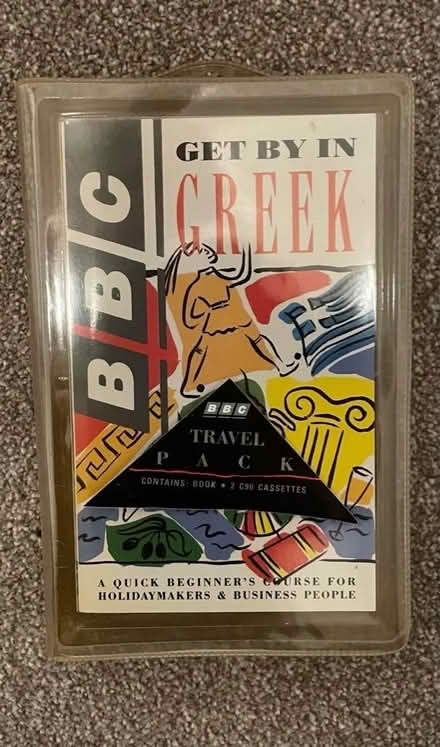 BBC
GET BY IN
GREEK
BBC
TRAVEL
PACK
CONTAINS: BOOK • 2 C90 CASSETTES
A QUICK BEGINNER'S COURSE FOR
HOLIDAYMAKERS & BUSINESS PEOPLE